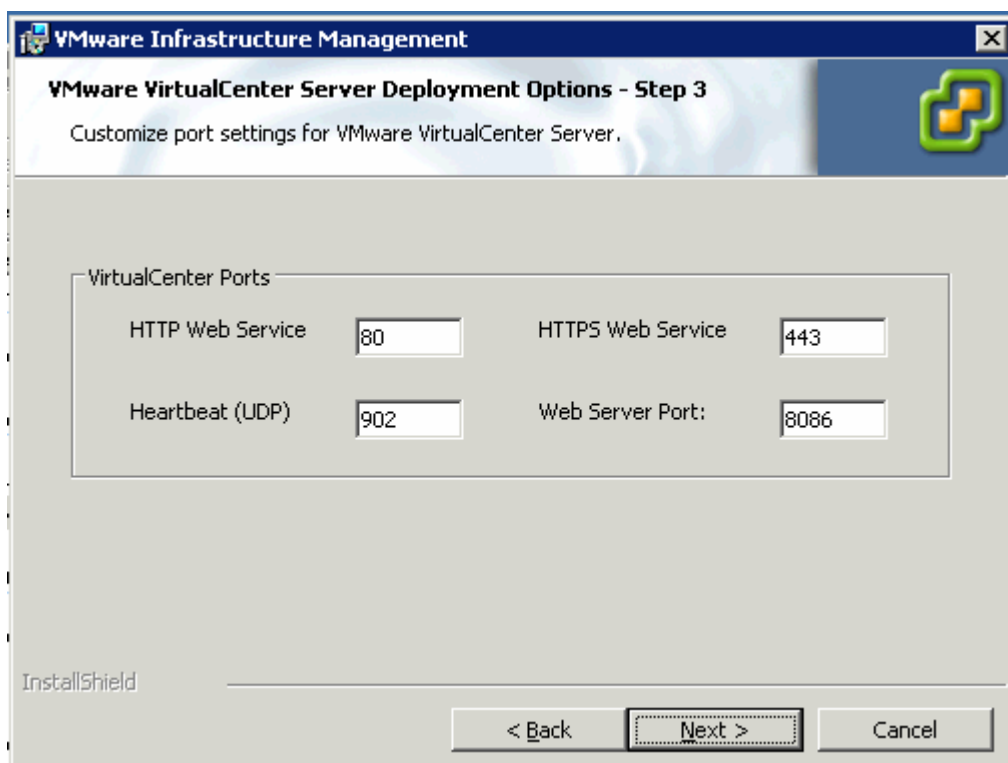 VMware Infrastructure Management
VMware VirtualCenter Server Deployment Options - Step 3
Customize port settings for VMware VirtualCenter Server.
VirtualCenter Ports
HTTP Web Service 80 HTTPS Web Service 443
Heartbeat (UDP) 902 Web Server Port: 8086
InstallShield
< Back Next > Cancel